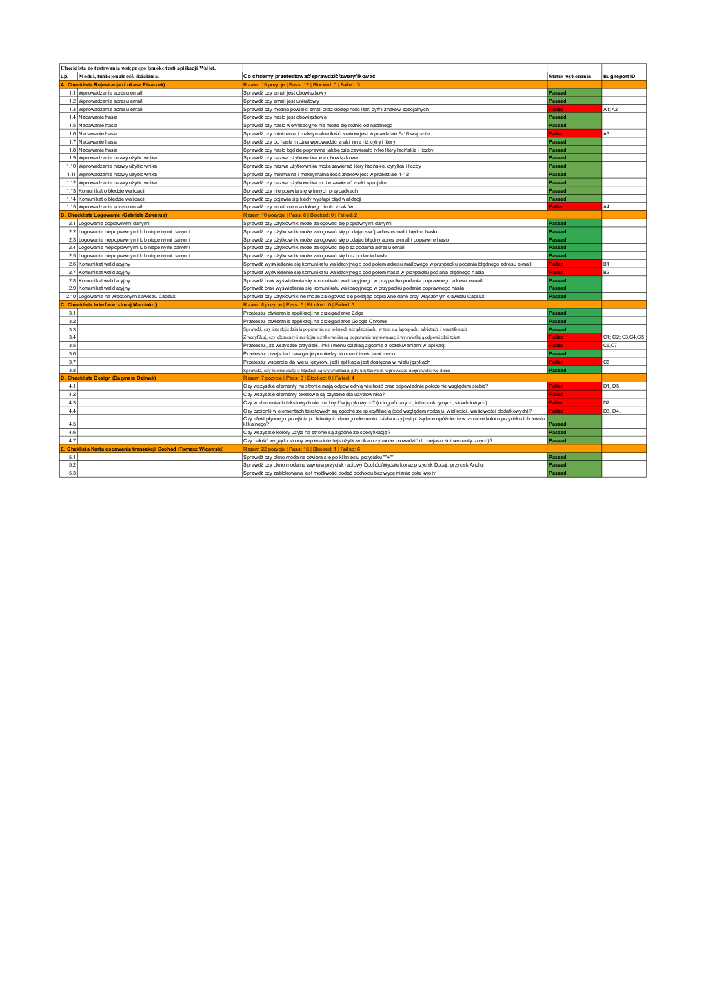 Checklista do testowania wstępnego (smoke test) aplikacji Wallet.
Lp. Moduł, funkcjonalność, działania. Co chcemy przetestować/sprawdzić/zweryfikować Status wykonania Bug report ID
A. Checklista Rejestracja (Łukasz Piszczek) Razem 15 pozycje | Pass: 12 | Blocked: 0 | Failed: 3
1.1 Wprowadzanie adresu email Sprawdź czy email jest obowiązkowy Passed
1.2 Wprowadzanie adresu email Sprawdź czy email jest unikatowy Passed
1.3 Wprowadzanie adresu email Sprawdź czy można powielić email oraz dostępność liter, cyfr i znaków specjalnych Failed A1; A2
1.4 Nadawanie hasła Sprawdź czy hasło jest obowiązkowe Passed
1.5 Nadawanie hasła Sprawdź czy hasło weryfikacyjne nie może się różnić od nadanego Passed
1.6 Nadawanie hasła Sprawdź czy minimalna i maksymalna ilość znaków jest w przedziale 6-16 włącznie Failed A3
1.7 Nadawanie hasła Sprawdź czy do hasła można wprowadzić znaki inne niż cyfry i litery Passed
1.8 Nadawanie hasła Sprawdź czy hasło będzie poprawne jak będzie zawierało tylko litery łacińskie i liczby Passed
1.9 Wprowadzanie nazwy użytkownika Sprawdź czy nazwa użytkownika jest obowiązkowa Passed
1.10 Wprowadzanie nazwy użytkownika Sprawdź czy nazwa użytkownika może zawierać litery łacińskie, cyrylica i liczby Passed
1.11 Wprowadzanie nazwy użytkownika Sprawdź czy minimalna i maksymalna ilość znaków jest w przedziale 1-12 Passed
1.12 Wprowadzanie nazwy użytkownika Sprawdź czy nazwa użytkownika może zawierać znaki specjalne Passed
1.13 Komunikat o błędzie walidacji Sprawdź czy nie pojawia się w innych przypadkach Passed
1.14 Komunikat o błędzie walidacji Sprawdź czy pojawia się kiedy wystąpi błąd walidacji Passed
1.15 Wprowadzanie adresu email Sprawdź czy email nie ma dolnego limitu znaków Failed A4
B. Checklista Logowanie (Gabriela Zawarus) Razem 10 pozycje | Pass: 8 | Blocked: 0 | Failed: 2
2.1 Logowanie poprawnymi danymi Sprawdź czy użytkownik może zalogować się poprawnymi danymi Passed
2.2 Logowanie niepoprawnymi lub niepełnymi danymi Sprawdź czy użytkownik może zalogować się podając swój adres e-mail i błędne hasło Passed
2.3 Logowanie niepoprawnymi lub niepełnymi danymi Sprawdź czy użytkownik może zalogować się podając błędny adres e-mail i poprawne hasło Passed
2.4 Logowanie niepoprawnymi lub niepełnymi danymi Sprawdź czy użytkownik może zalogować się bez podania adresu email Passed
2.5 Logowanie niepoprawnymi lub niepełnymi danymi Sprawdź czy użytkownik może zalogować się bez podania hasła Passed
2.6 Komunikat walidacyjny Sprawdź wyświetlenie się komunikatu walidacyjnego pod polem adresu mailowego w przypadku podania błędnego adresu e-mail Failed B1
2.7 Komunikat walidacyjny Sprawdź wyświetlenie się komunikatu walidacyjnego pod polem hasła w przypadku podania błędnego hasła Failed B2
2.8 Komunikat walidacyjny Sprawdź brak wyświetlenia się komunikatu walidacyjnego w przypadku podania poprawnego adresu e-mail Passed
2.9 Komunikat walidacyjny Sprawdź brak wyświetlenia się komunikatu walidacyjnego w przypadku podania poprawnego hasła Passed
2.10 Logowanie na włączonym klawiszu CapsLk Sprawdź czy użytkownik nie może zalogować się podając poprawne dane przy włączonym klawiszu CapsLk Passed
C. Checklista Interface (Juraj Marcinko) Razem 8 pozycje | Pass: 5 | Blocked: 0 | Failed: 3
3.1 Przetestuj otwieranie applikacji na przegladarke Edge Passed
3.2 Przetestuj otwieranie applikacji na przegladarke Google Chrome Passed
3.3 Sprawdź, czy interfejs działa poprawnie na różnych urządzeniach, w tym na laptopach, tabletach i smartfonach Passed
3.4 Zweryfikuj, czy elementy interfejsu użytkownika są poprawnie wyrównane i wyświetlają odpowiedni tekst Failed C1; C2; C3,C4,C5
3.5 Przetestuj, że wszystkie przyciski, linki i menu działają zgodnie z oczekiwaniami w aplikacji Failed C6,C7
3.6 Przetestuj przejscia I nawigacje pomiedzy stronami i sekcjami menu Passed
3.7 Przetestuj wsparcie dla wielu języków, jeśli aplikacja jest dostępna w wielu językach Failed C8
3.8 Sprawdź, czy komunikaty o błędach są wyświetlane, gdy użytkownik wprowadzi nieprawidłowe dane Passed
D. Checklista Design (Dagmara Ozimek) Razem 7 pozycje | Pass: 3 | Blocked: 0 | Failed: 4
4.1 Czy wszystkie elementy na stronie mają odpowiednią wielkość oraz odpowiednie położenie względem siebie? Failed D1, D5
4.2 Czy wszystkie elementy tekstowe są czytelne dla użytkownika? Failed
4.3 Czy w elementach tekstowych nie ma błędów językowych? (ortograficznych, interpunkcyjnych, składniowych) Failed D2
4.4 Czy czcionki w elementach tekstowych są zgodne ze specyfikacją (pod względem rodzaju, wielkości, właściwości dodatkowych)? Failed D3, D4,
4.5 Czy efekt płynnego przejścia po kliknięciu danego elementu działa (czy jest pożądane opóźnienie w zmianie koloru przycisku lub tekstu
klikalnego? Passed
4.6 Czy wszystkie kolory użyte na stronie są zgodne ze specyfikacją? Passed
4.7 Czy całość wyglądu strony wspiera interfejs użytkownika (czy może prowadzić do niejasności semantycznych)? Passed
E. Cheklista Karta dodawania transakcji Dochód (Tomasz Widawski) Razem 22 pozycje | Pass: 15 | Blocked: 1 | Failed: 6
5.1 Sprawdź czy okno modalne otwiera się po kliknięciu przycisku ""+"" Passed
5.2 Sprawdź czy okno modalne zawiera przycisk radiowy Dochód/Wydatek oraz przycisk Dodaj, przycisk Anuluj Passed
5.3 Sprawdź czy zablokowana jest możliwość dodać dochodu bez wypełniania pola kwoty Passed